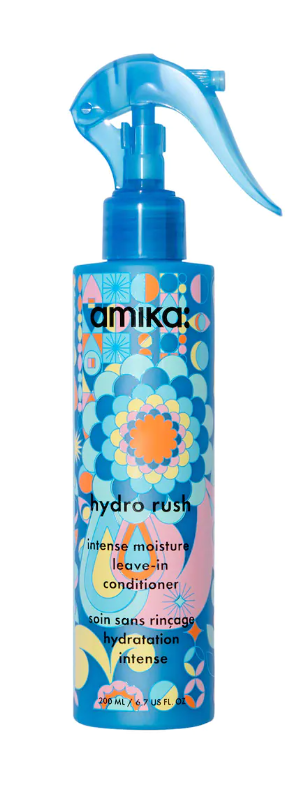 amika:
hydro rush
intense moisture
leave-in
conditioner
soin sans rinçage
hydratation
intense
200 ML / 6.7 US FL. OZ